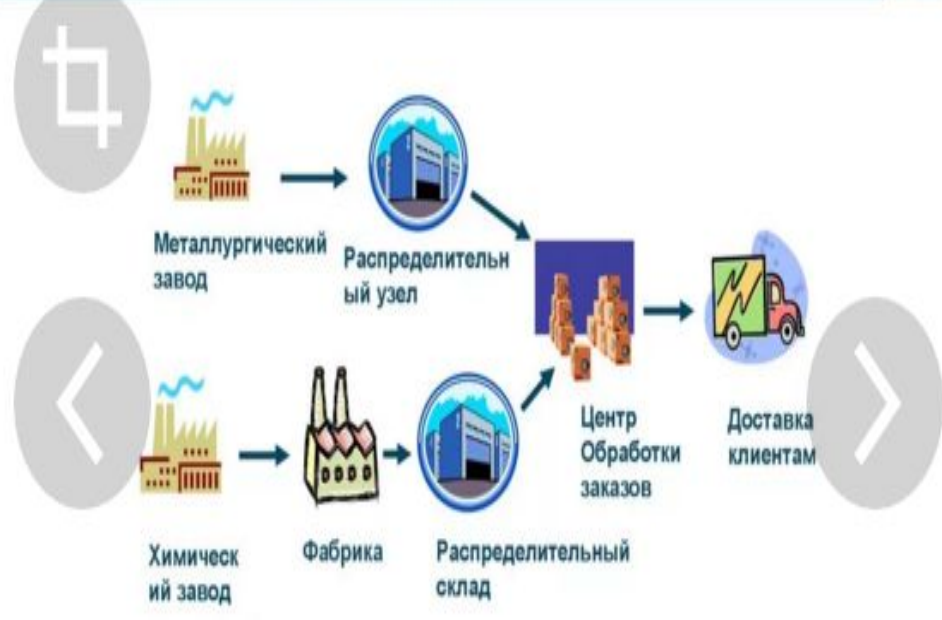 Металлургический
завод
Распределительн
ый узел
Центр
Обработки
заказов
Доставка
клиентам
Химическ
ий завод
Фабрика
Распределительный
склад